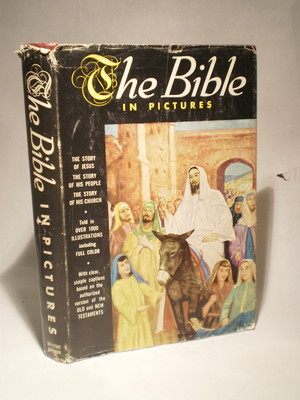 The Bible
IN PICTURES
THE STORY
OF JESUS
THE STORY
OF HIS PEOPLE
THE STORY
OF HIS CHURCH
Told in
OVER 1000
ILLUSTRATIONS
including
FULL COLOR
With clear,
simple captions
based on the
authorized
version of the
OLD and NEW
TESTAMENTS
The Bible
IN PICTURES